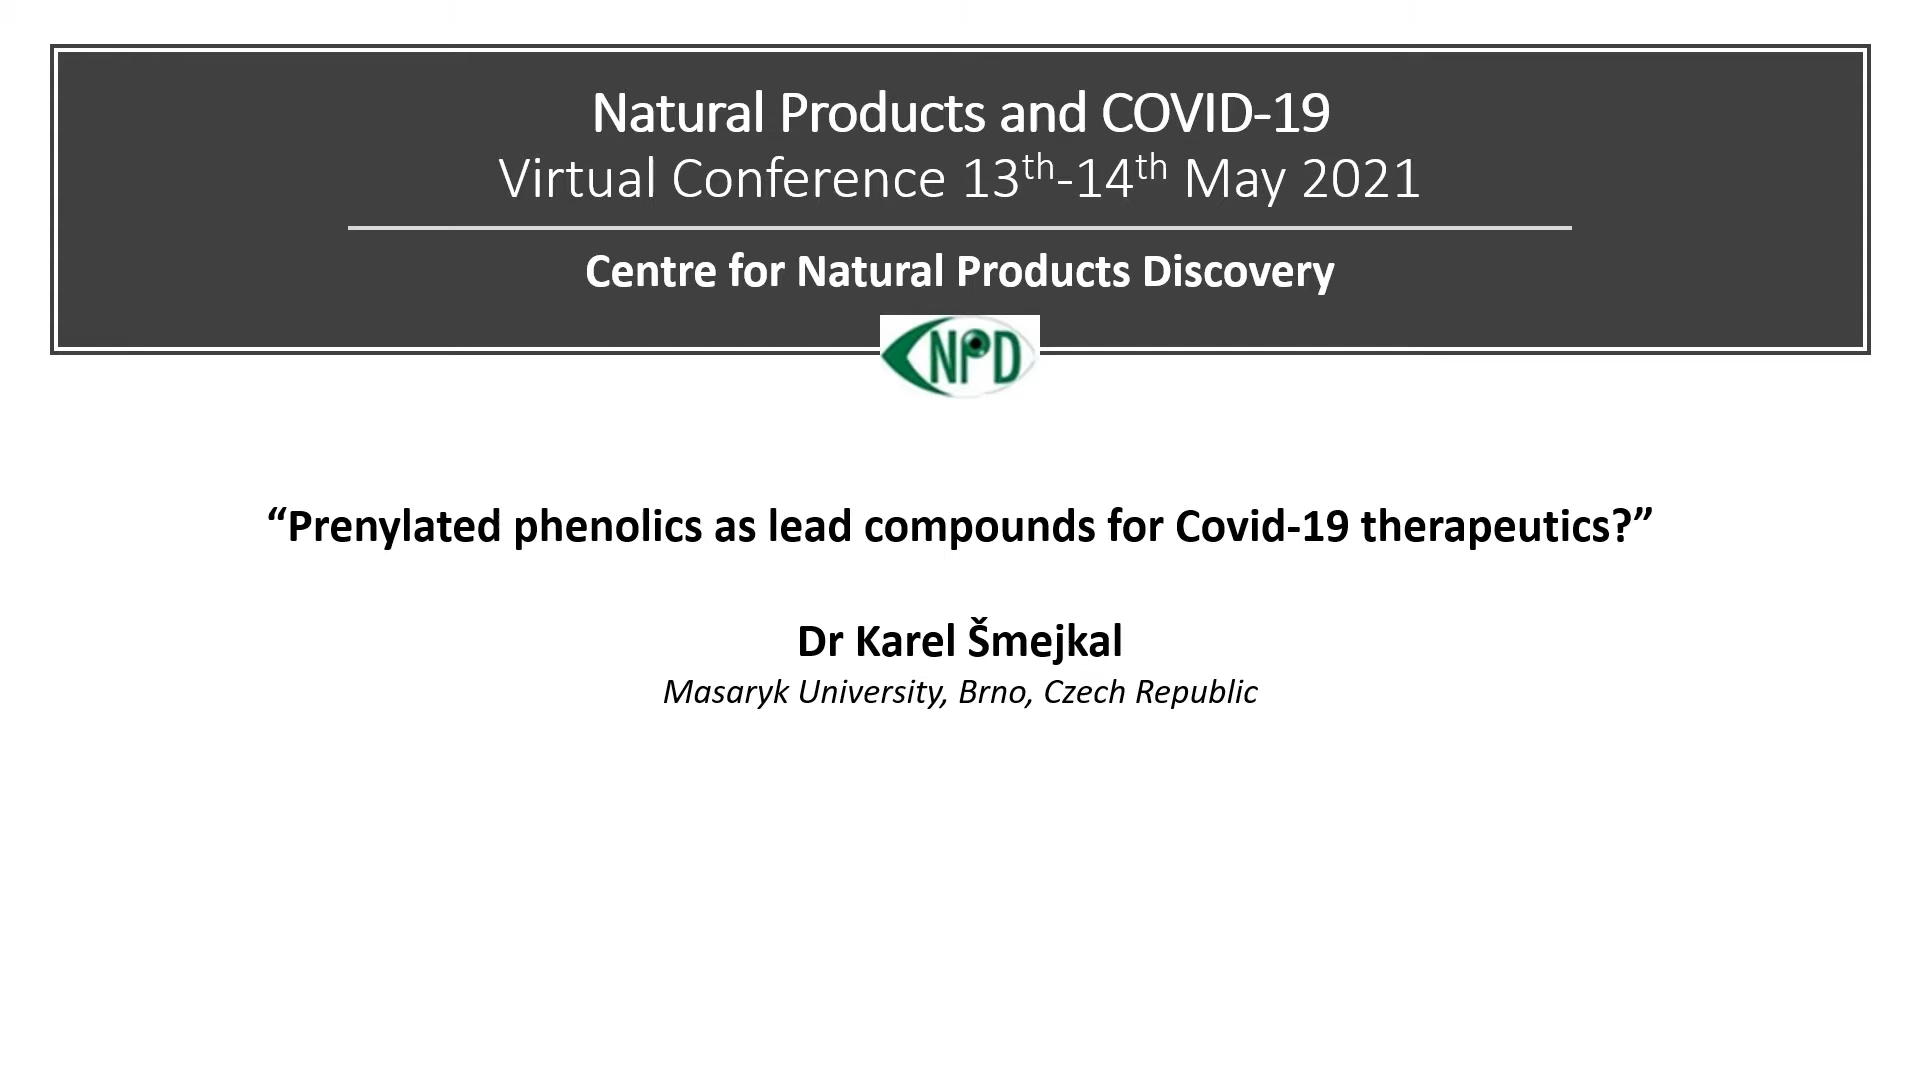 Natural Products and COVID-19
Virtual Conference 13th-14th May 2021
Centre for Natural Products Discovery
NPD
“Prenylated phenolics as lead compounds for Covid-19 therapeutics?”
Dr Karel Šmejkal
Masaryk University, Brno, Czech Republic